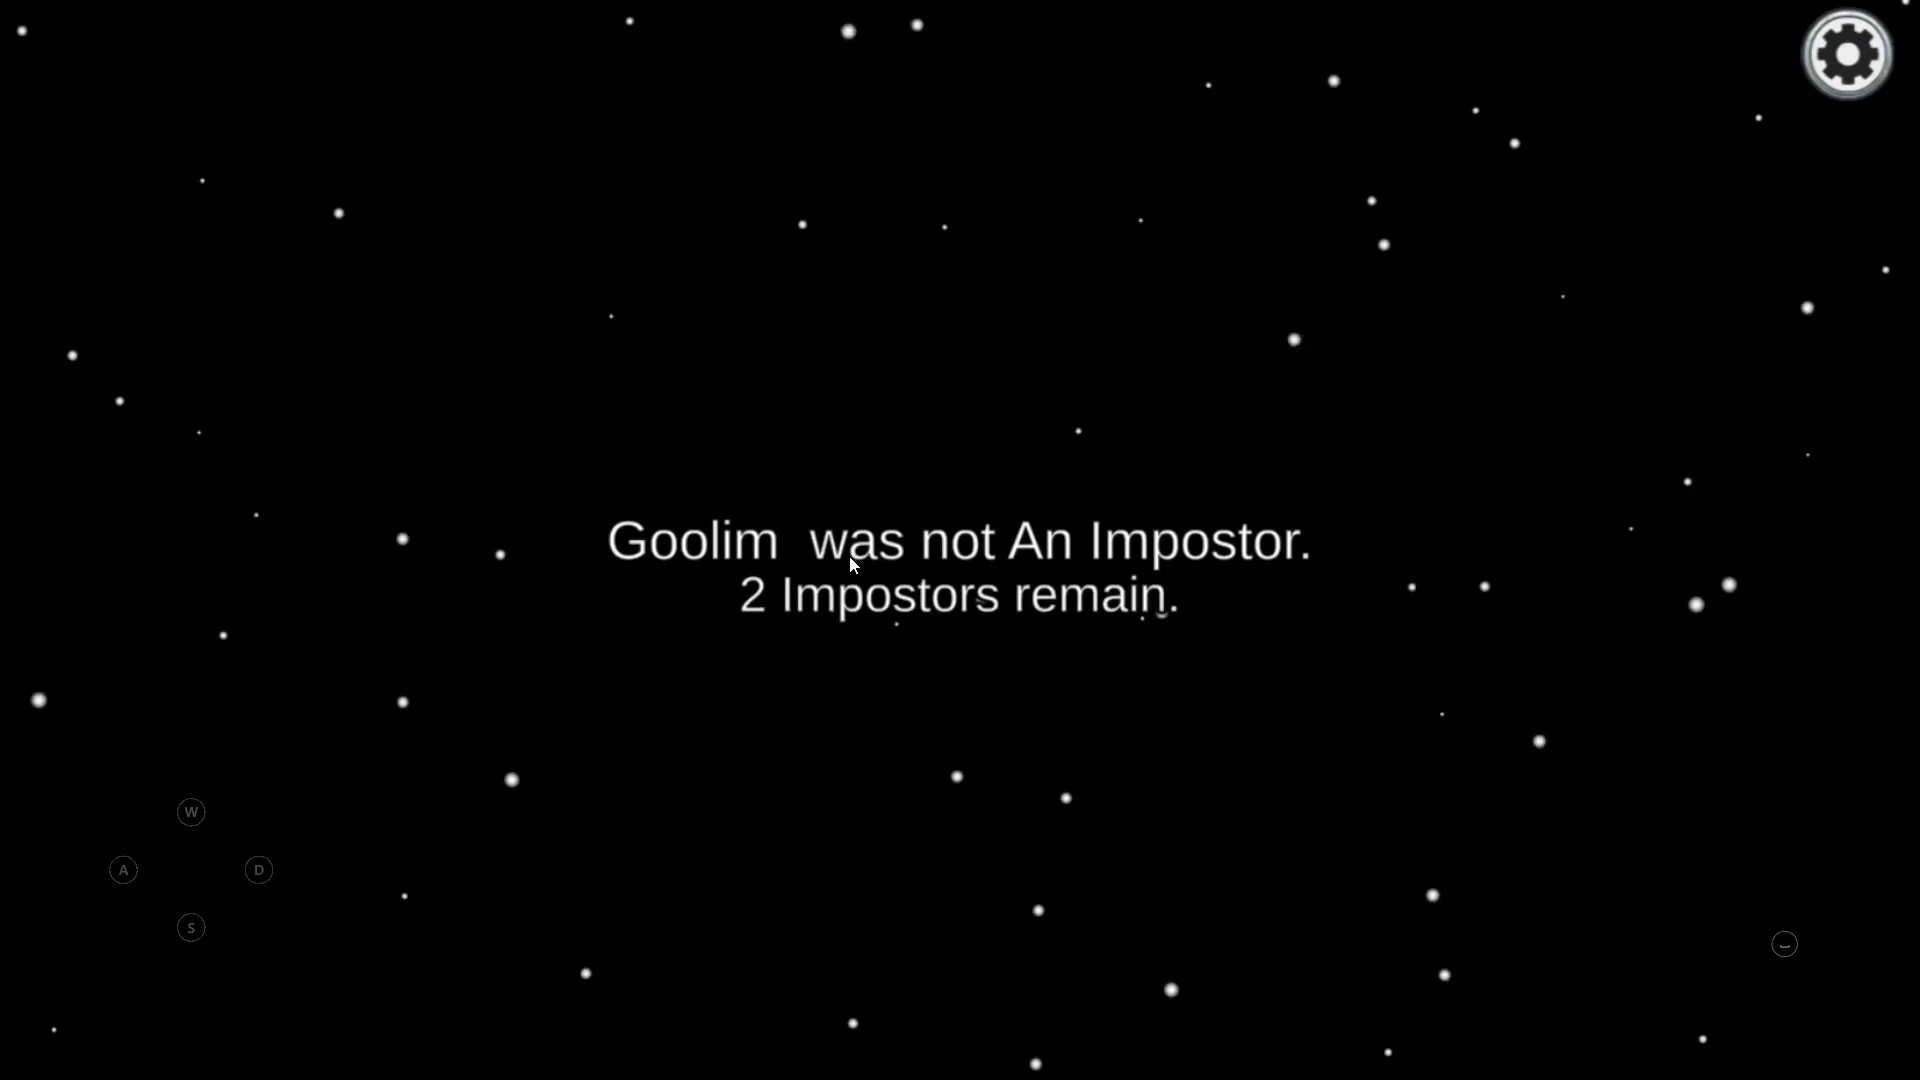 Goolim  was not An Impostor.
2 Impostors remain.
W
A D
S